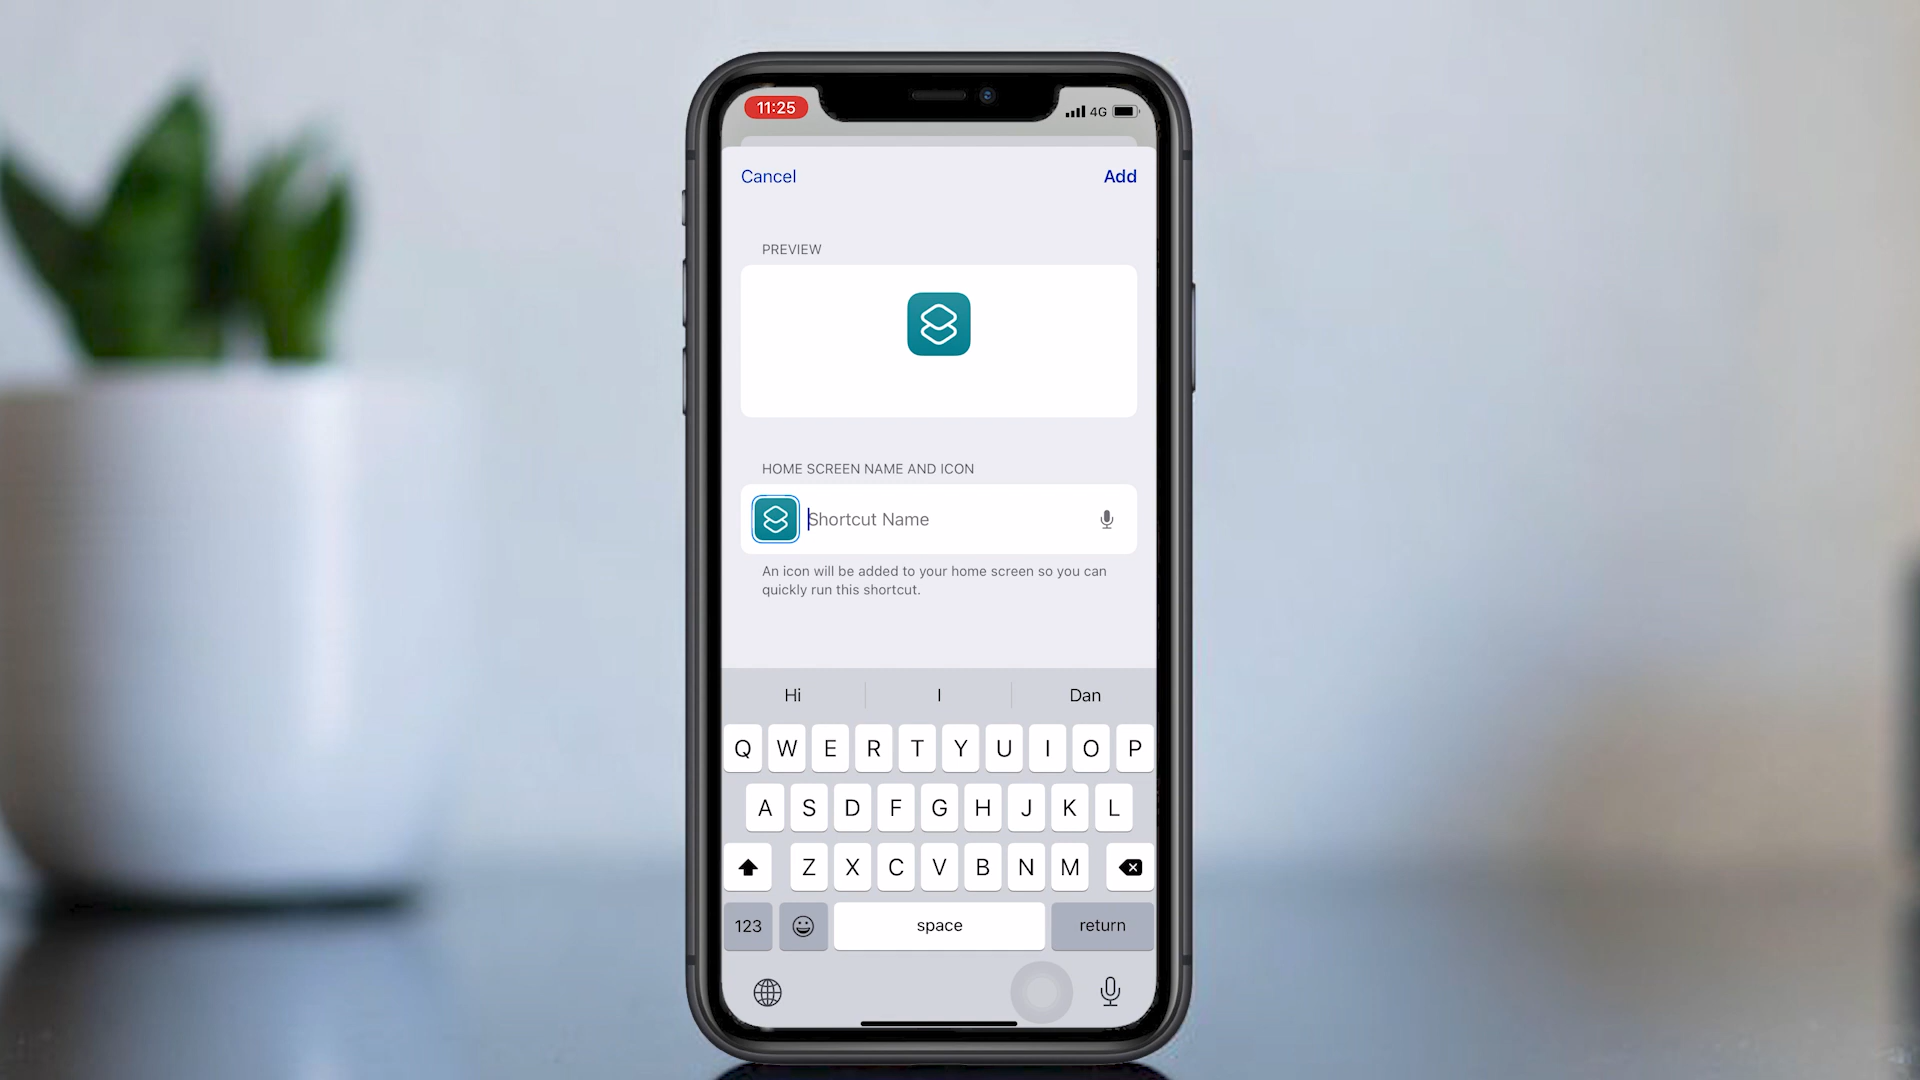 11:25
4G
Cancel
Add
PREVIEW
HOME SCREEN NAME AND ICON
Shortcut Name
An icon will be added to your home screen so you can
quickly run this shortcut.
Hi I Dan
Q W E R T Y U I O P
A S D F G H J K L
Z X C V B N M
123 space return